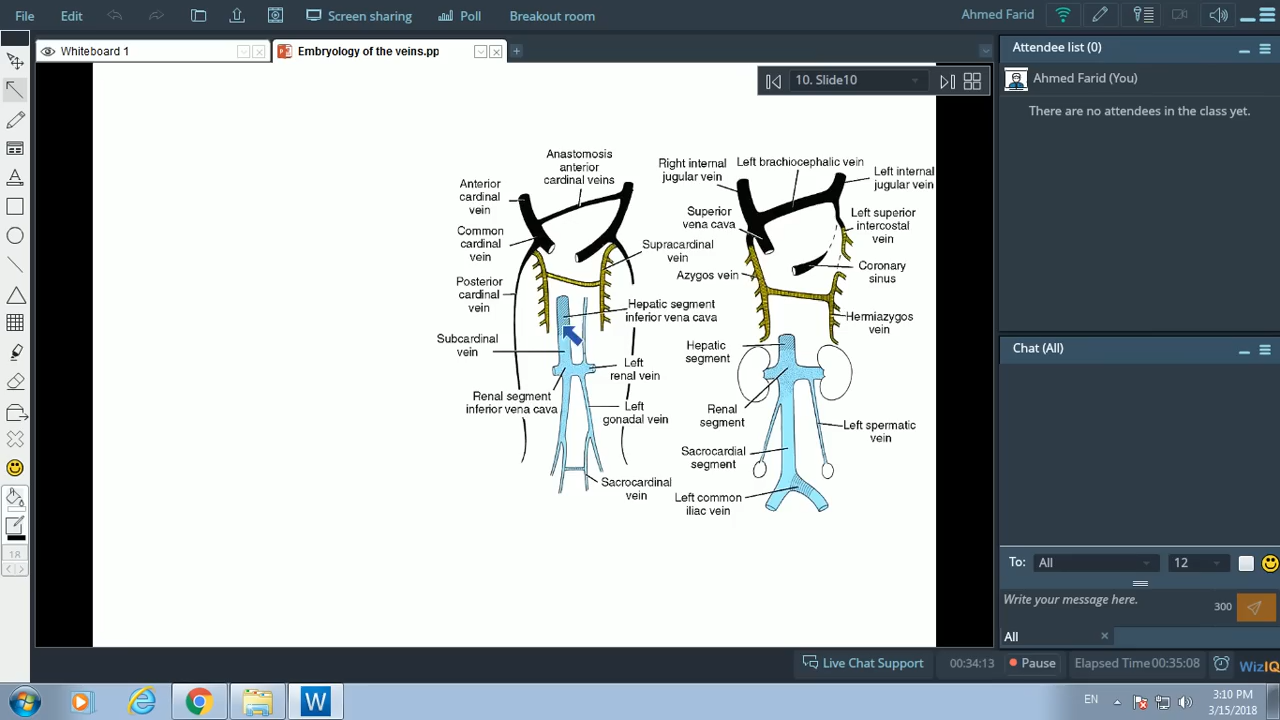 File Edit Screen sharing Poll Breakout room Ahmed Farid
Whiteboard 1 Embryology of the veins.pp
Attendee list (0)
Ahmed Farid (You)
There are no attendees in the class yet.
10. Slide10
Anastomosis
anterior
cardinal veins
Anterior
cardinal
vein
Common
cardinal
vein
Posterior
cardinal
vein
Subcardinal
vein
Renal segment
inferior vena cava
Supracardinal
vein
Hepatic segment
inferior vena cava
Left
renal vein
Left
gonadal vein
Sacrocardinal
vein
Right internal
jugular vein
Left brachiocephalic vein
Left internal
jugular vein
Superior
vena cava
Left superior
intercostal
vein
Azygos vein
Coronary
sinus
Hermiazygos
vein
Hepatic
segment
Renal
segment
Left spermatic
vein
Sacrocardial
segment
Left common
iliac vein
Chat (All)
To: All 12
Write your message here. 300
All
18
Live Chat Support 00:34:13 Pause Elapsed Time 00:35:08 WizIQ
EN 3:10 PM
3/15/2018